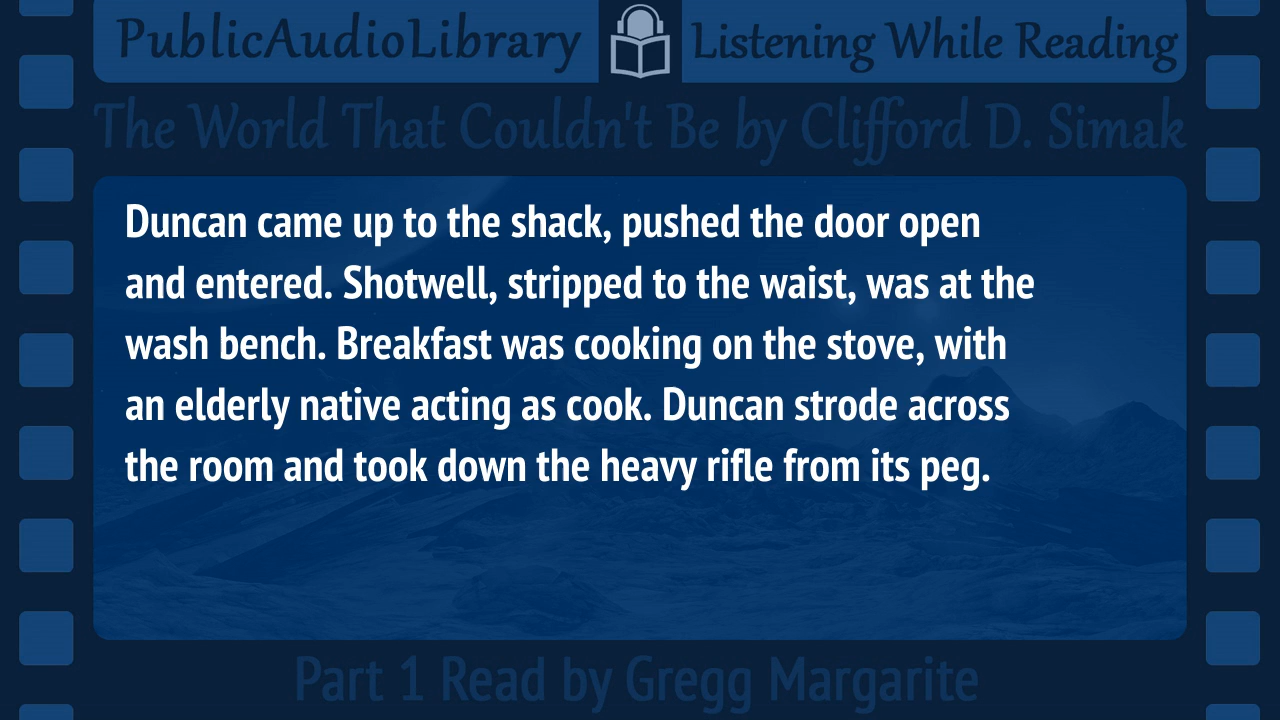 PublicAudioLibrary Listening While Reading
The World That Couldn't Be by Clifford D. Simak
Duncan came up to the shack, pushed the door open
and entered. Shotwell, stripped to the waist, was at the
wash bench. Breakfast was cooking on the stove, with
an elderly native acting as cook. Duncan strode across
the room and took down the heavy rifle from its peg.
Part 1 Read by Gregg Margarite